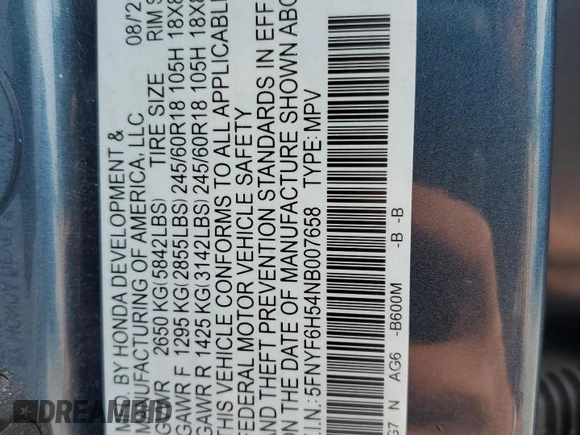 D. BY HONDA DEVELOPMENT &
MANUFACTURING OF AMERICA, LLC 08/2
GVWR 2650 KG(5842LBS) TIRE SIZE RIM S
GAWR F 1295 KG(2855LBS) 245/60R18 105H 18X8
GAWR R 1425 KG(3142LBS) 245/60R18 105H 18X8
THIS VEHICLE CONFORMS TO ALL APPLICABL
FEDERAL MOTOR VEHICLE SAFETY
AND THEFT PREVENTION STANDARDS IN EFF
ON THE DATE OF MANUFACTURE SHOWN ABO
V.I.N.: 5FNYF6H54NB007658 TYPE: MPV
G7 N AG6 -B600M -B -B
DREAMBID